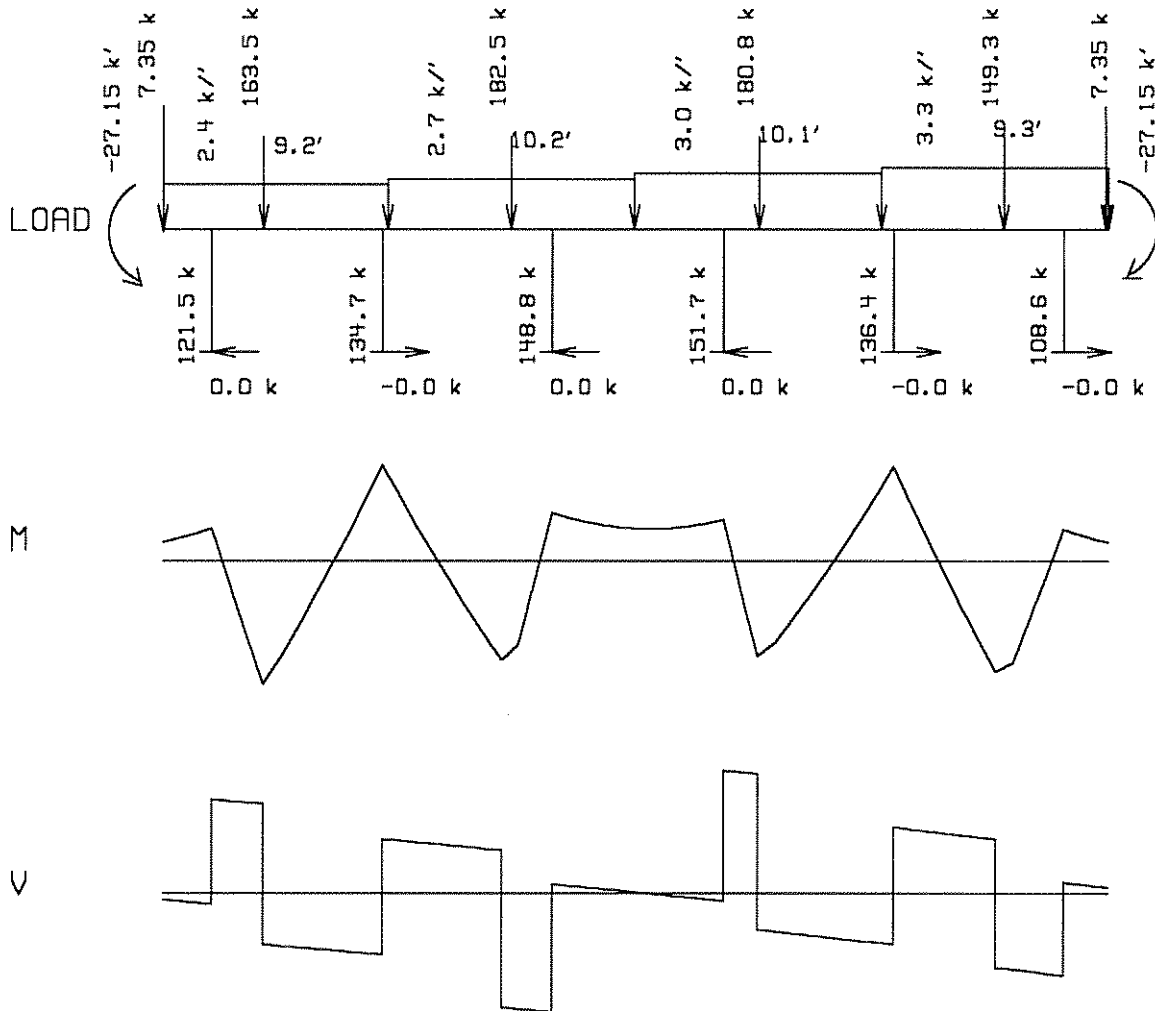 -27.15 k'
7.35 k
2.4 k/'
163.5 k
9.2'
2.7 k/'
182.5 k
10.2'
3.0 k/'
180.8 k
10.1'
3.3 k/'
149.3 k
9.3'
7.35 k
-27.15 k'
LOAD
121.5 k
134.7 k
148.8 k
151.7 k
136.4 k
108.6 k
0.0 k
-0.0 k
0.0 k
0.0 k
-0.0 k
-0.0 k
M
V